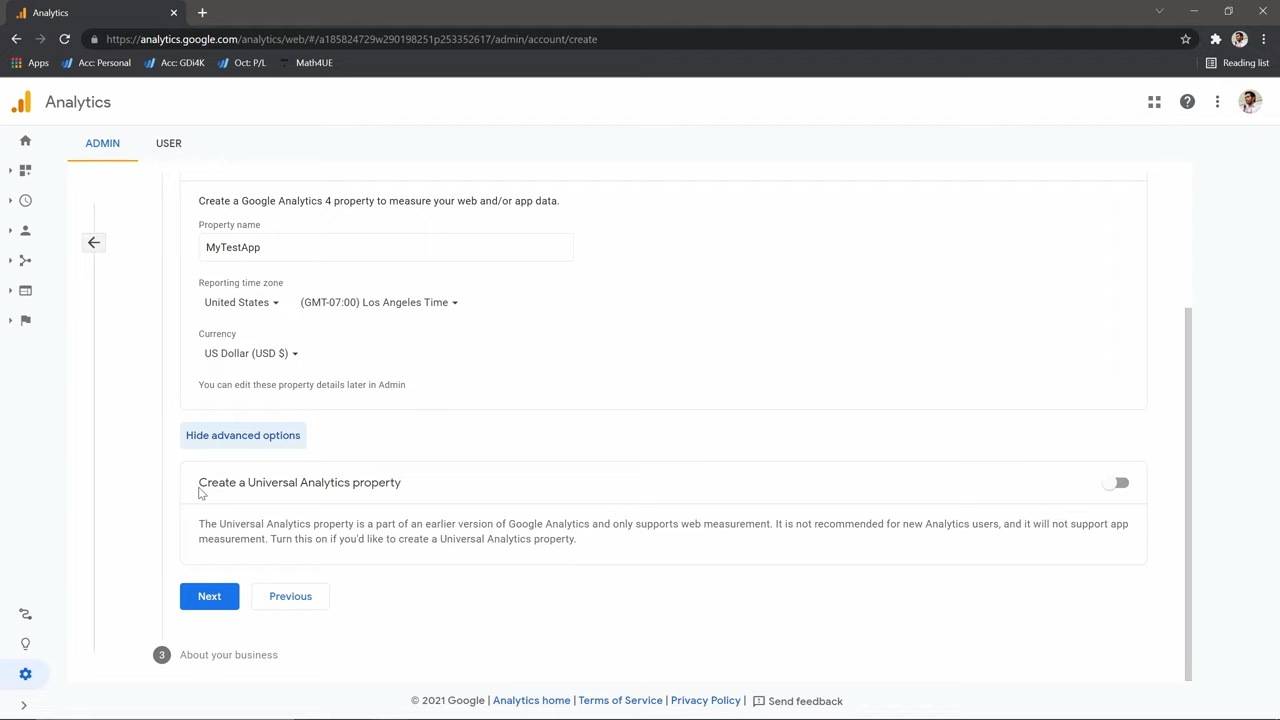 Analytics
https://analytics.google.com/analytics/web/#/a185824729w290198251p253352617/admin/account/create
Apps
Acc: Personal
Acc: GDi4K
Oct: P/L
Math4UE
Reading list
Analytics
ADMIN
USER
Create a Google Analytics 4 property to measure your web and/or app data.
Property name
MyTestApp
Reporting time zone
United States
(GMT-07:00) Los Angeles Time
Currency
US Dollar (USD $)
You can edit these property details later in Admin
Hide advanced options
Create a Universal Analytics property
The Universal Analytics property is a part of an earlier version of Google Analytics and only supports web measurement. It is not recommended for new Analytics users, and it will not support app
measurement. Turn this on if you'd like to create a Universal Analytics property.
Next
Previous
3
About your business
© 2021 Google | Analytics home | Terms of Service | Privacy Policy | Send feedback